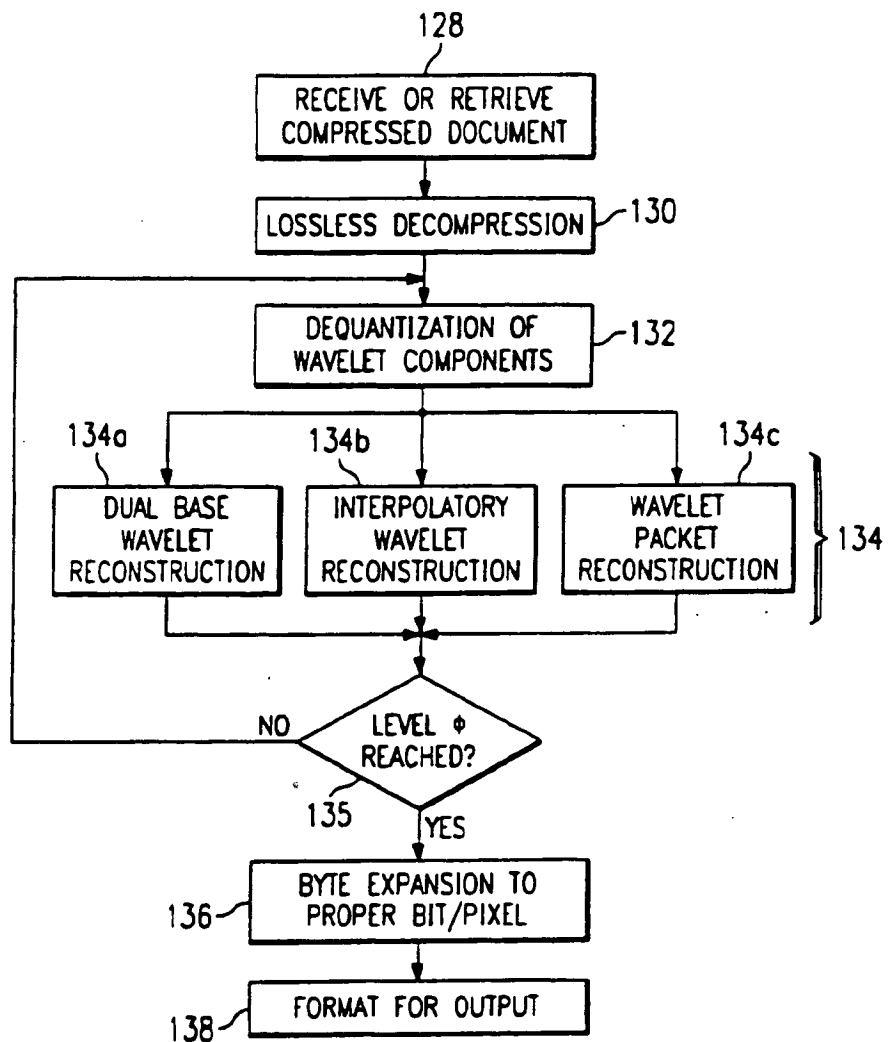 128
RECEIVE OR RETRIEVE
COMPRESSED DOCUMENT
LOSSLESS DECOMPRESSION
130
DEQUANTIZATION OF
WAVELET COMPONENTS
132
134a
DUAL BASE
WAVELET
RECONSTRUCTION
134b
INTERPOLATORY
WAVELET
RECONSTRUCTION
134c
WAVELET
PACKET
RECONSTRUCTION
134
NO
LEVEL ϕ
REACHED?
135
YES
BYTE EXPANSION TO
PROPER BIT/PIXEL
136
FORMAT FOR OUTPUT
138